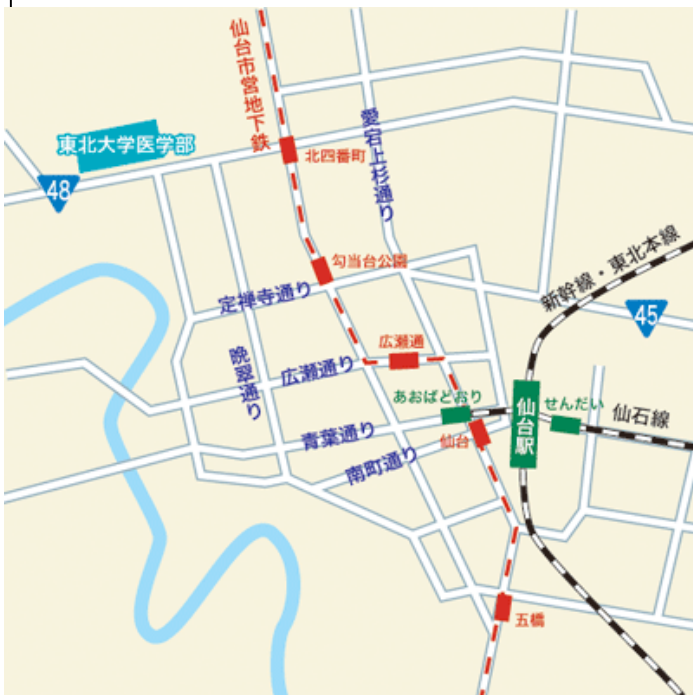 仙台市営地下鉄
愛宕上杉通り
東北大学医学部
北四番町
48
勾当台公園
新幹線・東北本線
定禅寺通り
45
広瀬通
晩翠通り
広瀬通り
あおばどおり
せんだい
仙台駅
仙石線
青葉通り
仙台
南町通り
五橋